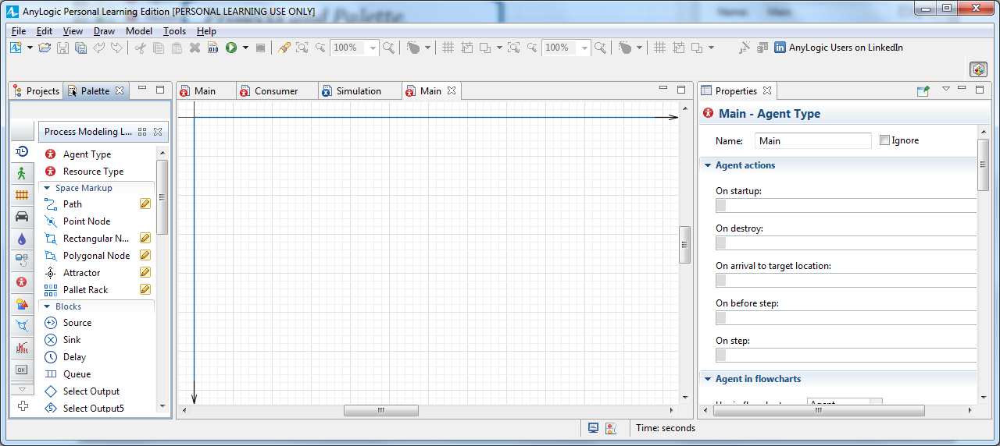 AnyLogic Personal Learning Edition [PERSONAL LEARNING USE ONLY]
File Edit View Draw Model Tools Help
100% 100% AnyLogic Users on LinkedIn
Projects Palette
Main Consumer Simulation Main
Properties
Process Modeling L...
Agent Type
Resource Type
Space Markup
Path
Point Node
Rectangular N...
Polygonal Node
Attractor
Pallet Rack
Blocks
Source
Sink
Delay
Queue
Select Output
Select Output5
OK
Main - Agent Type
Name: Main Ignore
Agent actions
On startup:
On destroy:
On arrival to target location:
On before step:
On step:
Agent in flowcharts
Agent
Time: seconds